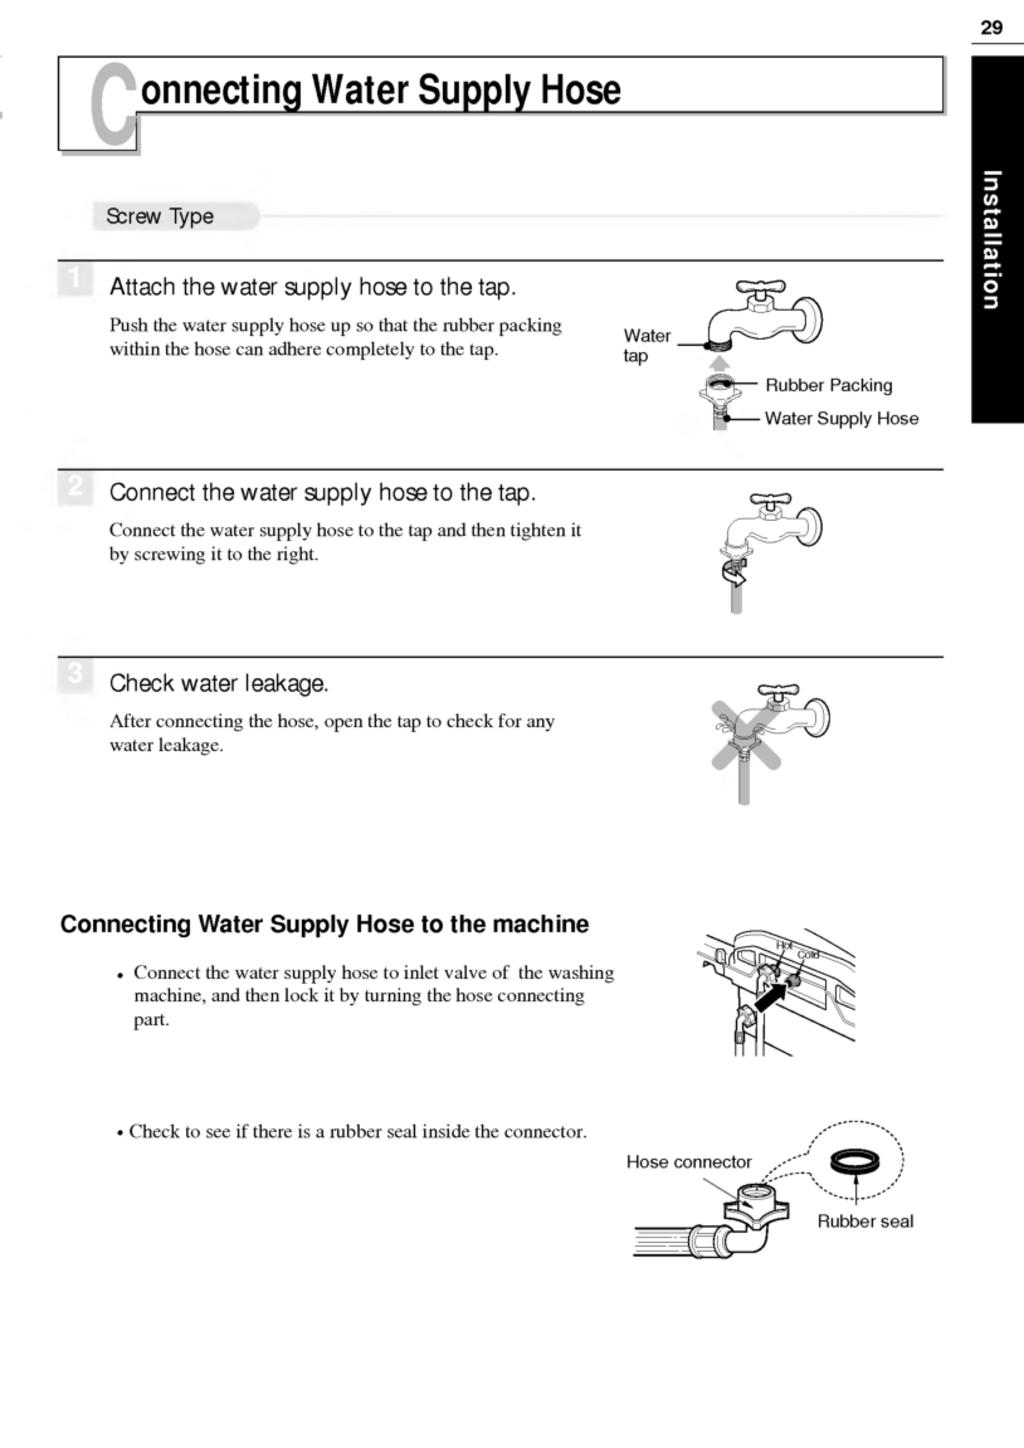 29
Connecting Water Supply Hose
Installation
Screw Type
1
Attach the water supply hose to the tap.
Push the water supply hose up so that the rubber packing
within the hose can adhere completely to the tap.
Water
tap
Rubber Packing
Water Supply Hose
2
Connect the water supply hose to the tap.
Connect the water supply hose to the tap and then tighten it
by screwing it to the right.
3
Check water leakage.
After connecting the hose, open the tap to check for any
water leakage.
Connecting Water Supply Hose to the machine
• Connect the water supply hose to inlet valve of the washing
machine, and then lock it by turning the hose connecting
part.
Hot
Cold
• Check to see if there is a rubber seal inside the connector.
Hose connector
Rubber seal